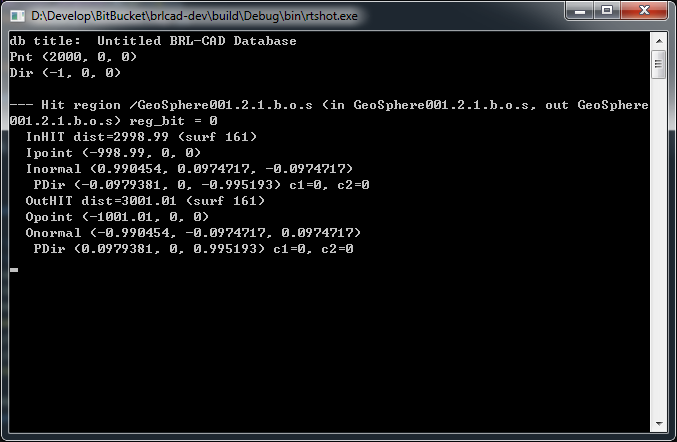 D:\Develop\BitBucket\brlcad-dev\build\Debug\bin\rtshot.exe
db title:  Untitled BRL-CAD Database
Pnt (2000, 0, 0)
Dir (-1, 0, 0)
--- Hit region /GeoSphere001.2.1.b.o.s (in GeoSphere001.2.1.b.o.s, out GeoSphere
001.2.1.b.o.s) reg_bit = 0
  InHIT dist=2998.99 (surf 161)
  Ipoint (-998.99, 0, 0)
  Inormal (0.990454, 0.0974717, -0.0974717)
   PDir (-0.0979381, 0, -0.995193) c1=0, c2=0
  OutHIT dist=3001.01 (surf 161)
  Opoint (-1001.01, 0, 0)
  Onormal (-0.990454, -0.0974717, 0.0974717)
   PDir (0.0979381, 0, 0.995193) c1=0, c2=0